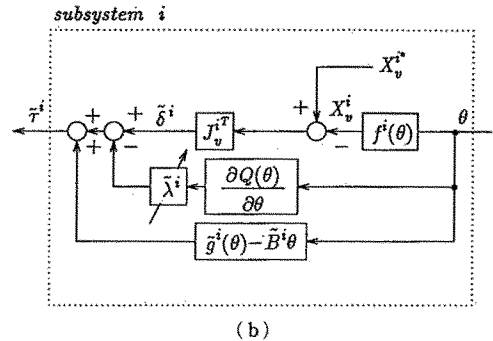 subsystem i
X_v^{i*}
τ̃^i
+
+
+
−
δ̃^i
J_v^{iT}
+
−
X_v^i
f^i(θ)
θ
λ̃^i
∂Q(θ)
∂θ
g̃^i(θ)−B̃^iθ
(b)